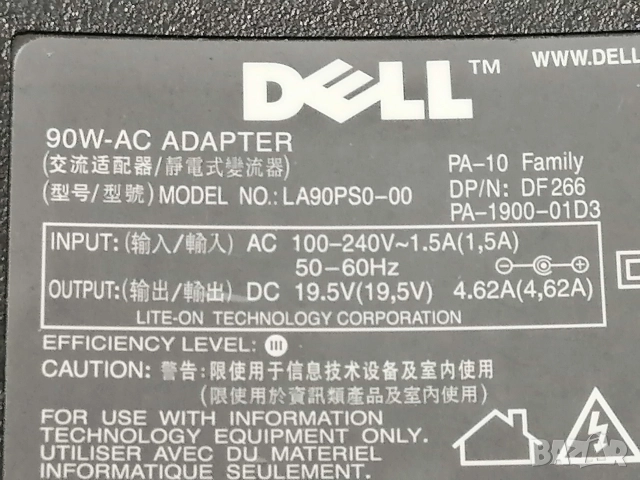 DELL™
WWW.DELL
90W-AC ADAPTER
(交流适配器/靜電式變流器)
PA-10 Family
(型号/型號) MODEL NO.: LA90PS0-00
DP/N: DF266
PA-1900-01D3
INPUT: (输入/輸入) AC 100-240V~1.5A(1,5A)
50-60Hz
OUTPUT: (输出/輸出) DC 19.5V(19,5V) 4.62A(4,62A)
LITE-ON TECHNOLOGY CORPORATION
EFFICIENCY LEVEL: III
CAUTION: 警告: 限使用于信息技术设备及室内使用
(限使用於資訊類產品及室內使用)
FOR USE WITH INFORMATION
TECHNOLOGY EQUIPMENT ONLY.
UTILISER AVEC DU MATERIEL
INFORMATIQUE SEULEMENT.
BAZAR